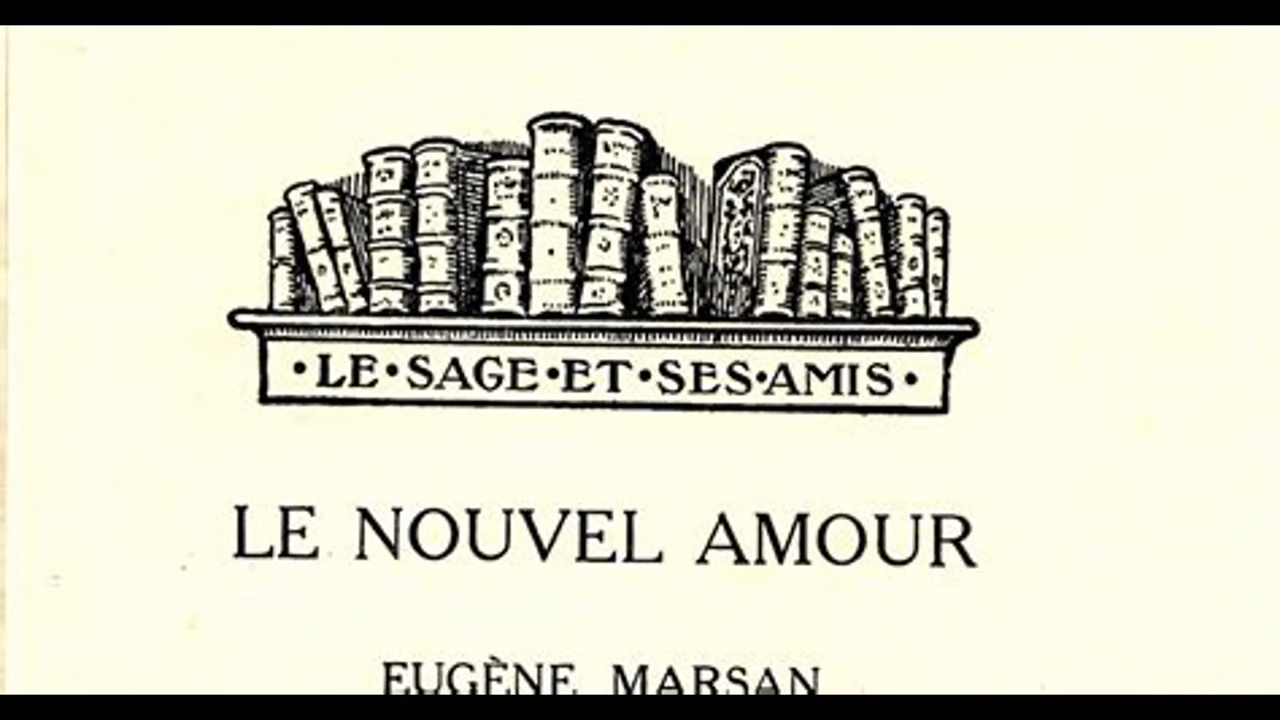 •LE•SAGE•ET•SES•AMIS•
LE NOUVEL AMOUR
EUGÈNE MARSAN